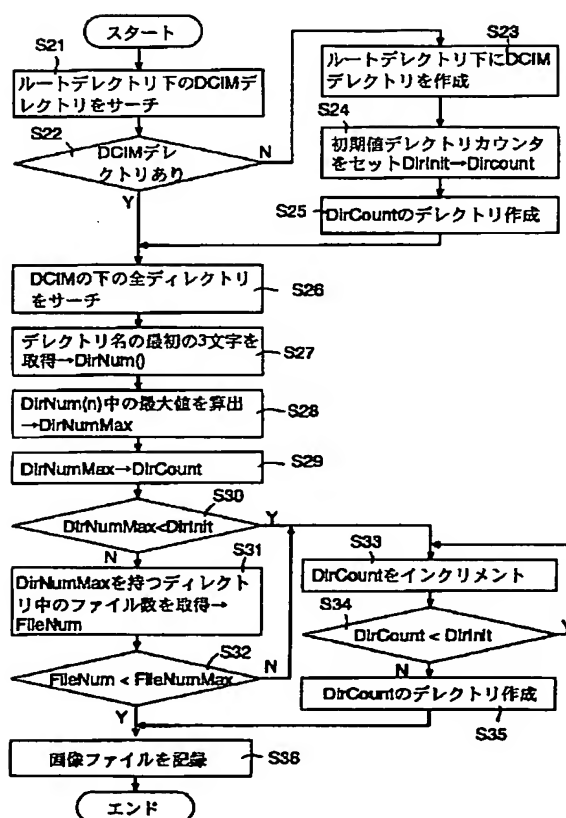 スタート
S21
ルートデレクトリ下のDCIMデ
レクトリをサーチ
S22
DCIMデレ
クトリあり
N
Y
S23
ルートデレクトリ下にDCIM
デレクトリを作成
S24
初期値デレクトリカウンタ
をセットDirInit→Dircount
S25
DirCountのデレクトリ作成
DCIMの下の全ディレクトリ
をサーチ
S26
デレクトリ名の最初の3文字を
取得→DirNum()
S27
DirNum(n)中の最大値を算出
→DirNumMax
S28
DirNumMax→DirCount
S29
S30
DirNumMax<DirInit
Y
N
S31
DirNumMaxを持つディレクト
リ中のファイル数を取得→
FileNum
S32
FileNum < FileNumMax
N
Y
S33
DirCountをインクリメント
S34
DirCount < DirInit
Y
N
DirCountのデレクトリ作成
S35
画像ファイルを記録
S36
エンド